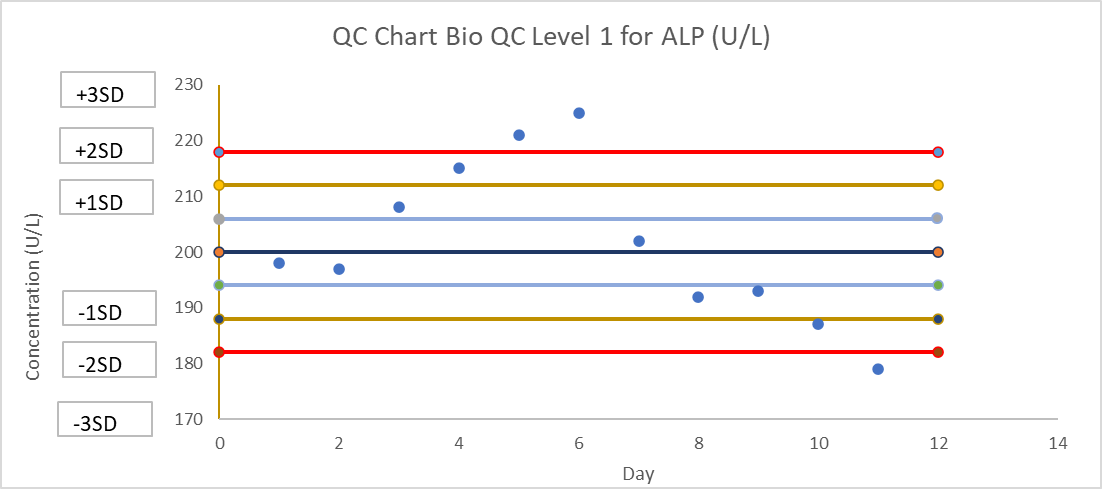 QC Chart Bio QC Level 1 for ALP (U/L)
+3SD
+2SD
+1SD
-1SD
-2SD
-3SD
Concentration (U/L)
230
220
210
200
190
180
170
0 2 4 6 8 10 12 14
Day